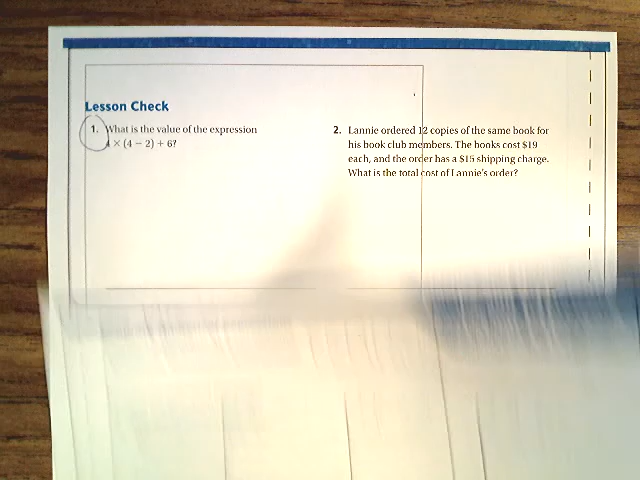 Lesson Check
1. What is the value of the expression
× (4 − 2) + 6?
2. Lannie ordered 12 copies of the same book for
his book club members. The books cost $19
each, and the order has a $15 shipping charge.
What is the total cost of Lannie's order?